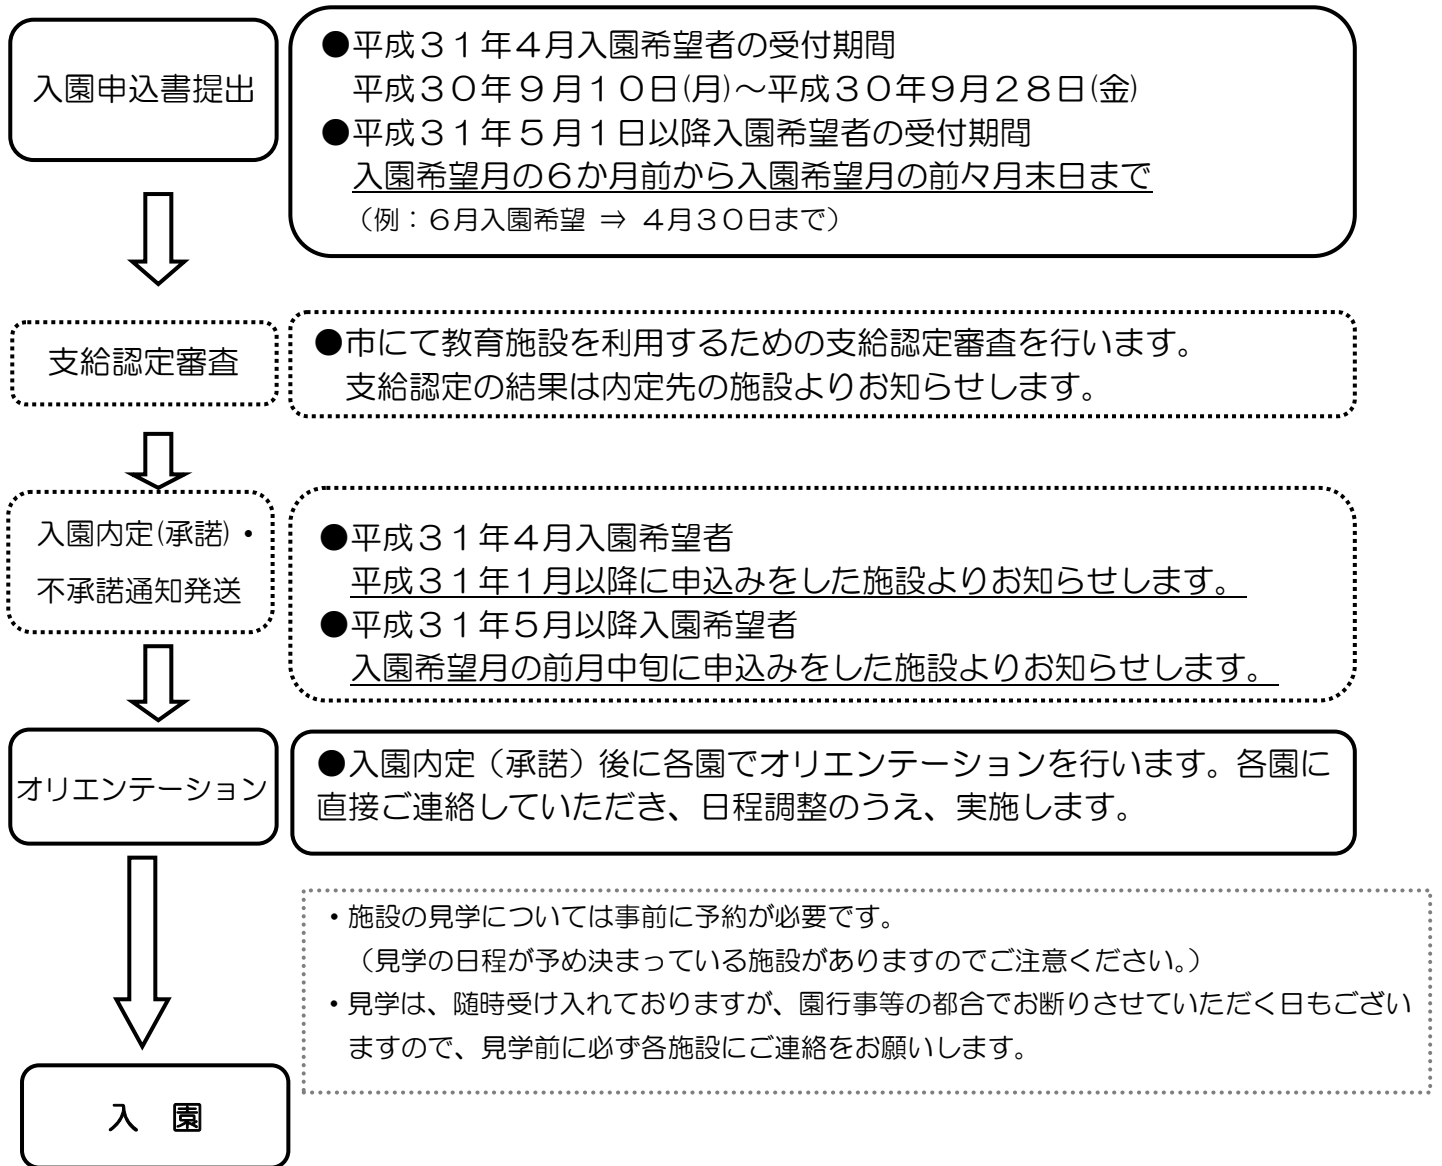 入園申込書提出
●平成３１年４月入園希望者の受付期間
平成３０年９月１０日(月)～平成３０年９月２８日(金)
●平成３１年５月１日以降入園希望者の受付期間
入園希望月の６か月前から入園希望月の前々月末日まで
（例：６月入園希望 ⇒ ４月３０日まで）
支給認定審査
●市にて教育施設を利用するための支給認定審査を行います。
支給認定の結果は内定先の施設よりお知らせします。
入園内定(承諾)・
不承諾通知発送
●平成３１年４月入園希望者
平成３１年１月以降に申込みをした施設よりお知らせします。
●平成３１年５月以降入園希望者
入園希望月の前月中旬に申込みをした施設よりお知らせします。
オリエンテーション
●入園内定（承諾）後に各園でオリエンテーションを行います。各園に
直接ご連絡していただき、日程調整のうえ、実施します。
・施設の見学については事前に予約が必要です。
（見学の日程が予め決まっている施設がありますのでご注意ください。）
・見学は、随時受け入れておりますが、園行事等の都合でお断りさせていただく日もござい
ますので、見学前に必ず各施設にご連絡をお願いします。
入　園